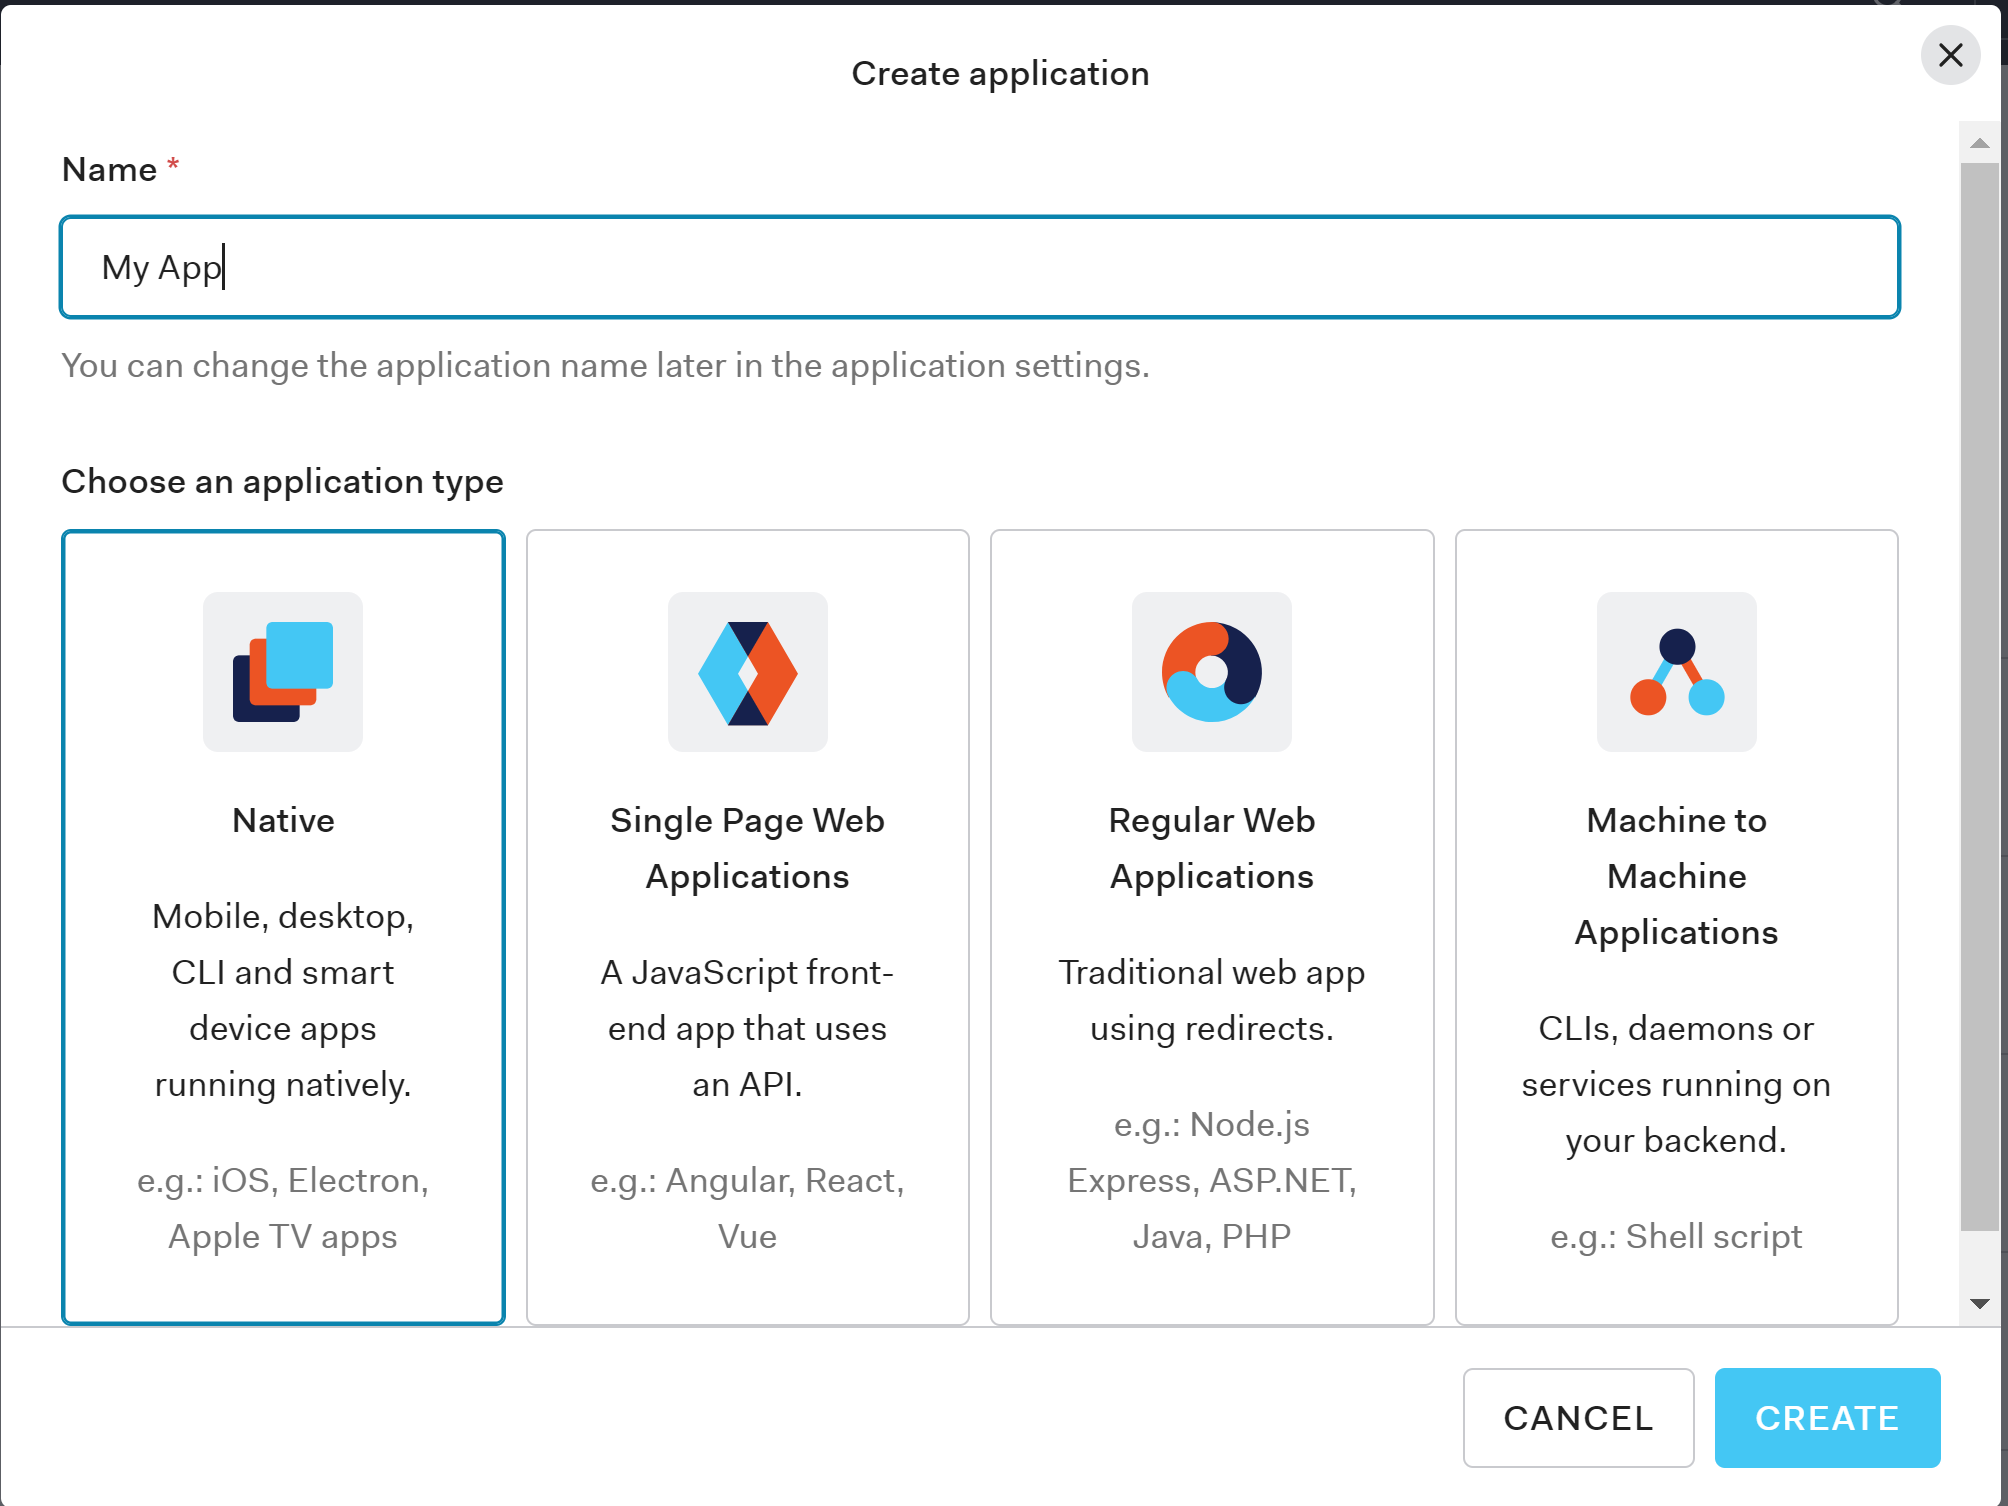 Create application
Name *
My App
You can change the application name later in the application settings.
Choose an application type
Native
Mobile, desktop,
CLI and smart
device apps
running natively.
e.g.: iOS, Electron,
Apple TV apps
Single Page Web
Applications
A JavaScript front-
end app that uses
an API.
e.g.: Angular, React,
Vue
Regular Web
Applications
Traditional web app
using redirects.
e.g.: Node.js
Express, ASP.NET,
Java, PHP
Machine to
Machine
Applications
CLIs, daemons or
services running on
your backend.
e.g.: Shell script
CANCEL
CREATE